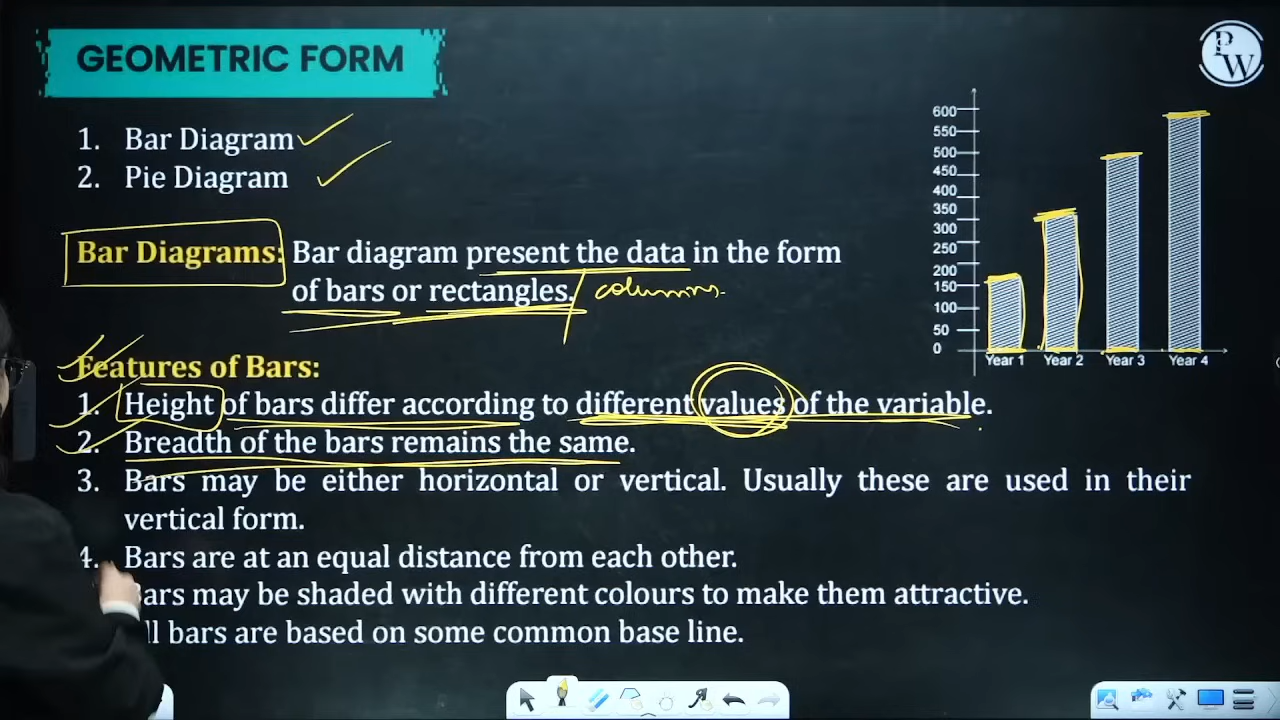 GEOMETRIC FORM
PW
1. Bar Diagram
2. Pie Diagram
Bar Diagrams: Bar diagram present the data in the form
of bars or rectangles. columns.
Features of Bars:
1. Height of bars differ according to different values of the variable.
2. Breadth of the bars remains the same.
3. Bars may be either horizontal or vertical. Usually these are used in their
vertical form.
4. Bars are at an equal distance from each other.
ars may be shaded with different colours to make them attractive.
ll bars are based on some common base line.
600
550
500
450
400
350
300
250
200
150
100
50
0
Year 1 Year 2 Year 3 Year 4